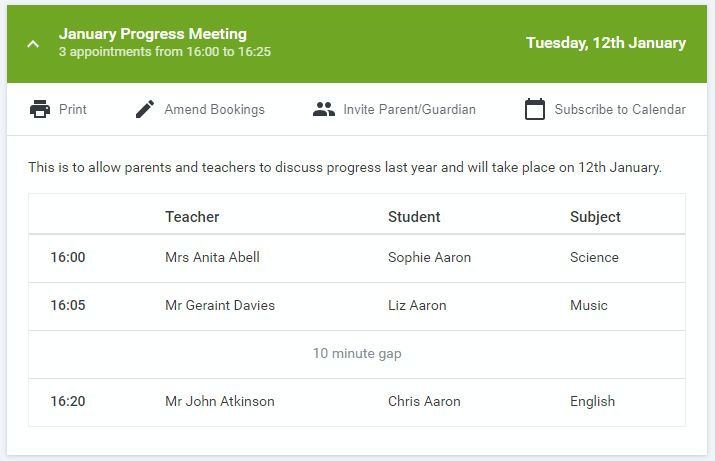 January Progress Meeting
3 appointments from 16:00 to 16:25
Tuesday, 12th January
Print Amend Bookings Invite Parent/Guardian Subscribe to Calendar
This is to allow parents and teachers to discuss progress last year and will take place on 12th January.
Teacher Student Subject
16:00 Mrs Anita Abell Sophie Aaron Science
16:05 Mr Geraint Davies Liz Aaron Music
10 minute gap
16:20 Mr John Atkinson Chris Aaron English